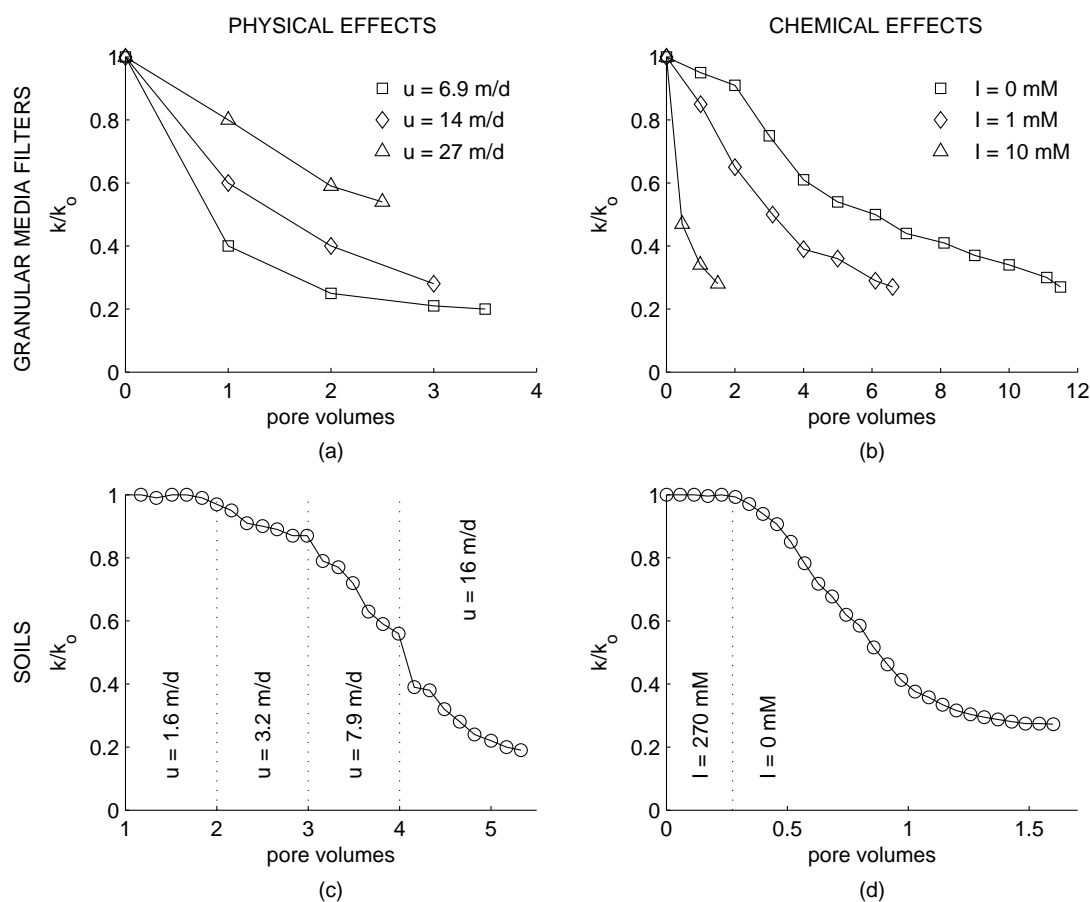 PHYSICAL EFFECTS
CHEMICAL EFFECTS
GRANULAR MEDIA FILTERS
SOILS
k/ko
1
0.8
0.6
0.4
0.2
0
0 1 2 3 4
pore volumes
(a)
u = 6.9 m/d
u = 14 m/d
u = 27 m/d
k/ko
1
0.8
0.6
0.4
0.2
0
0 2 4 6 8 10 12
pore volumes
(b)
I = 0 mM
I = 1 mM
I = 10 mM
k/ko
1
0.8
0.6
0.4
0.2
0
1 2 3 4 5
pore volumes
(c)
u = 1.6 m/d
u = 3.2 m/d
u = 7.9 m/d
u = 16 m/d
k/ko
1
0.8
0.6
0.4
0.2
0
0 0.5 1 1.5
pore volumes
(d)
I = 270 mM
I = 0 mM